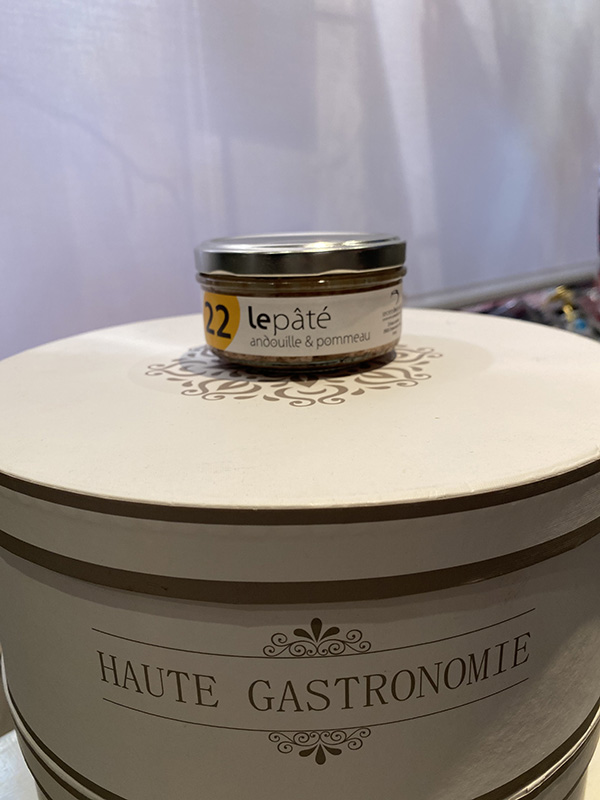 22
lepâté
andouille & pommeau
HAUTE GASTRONOMIE